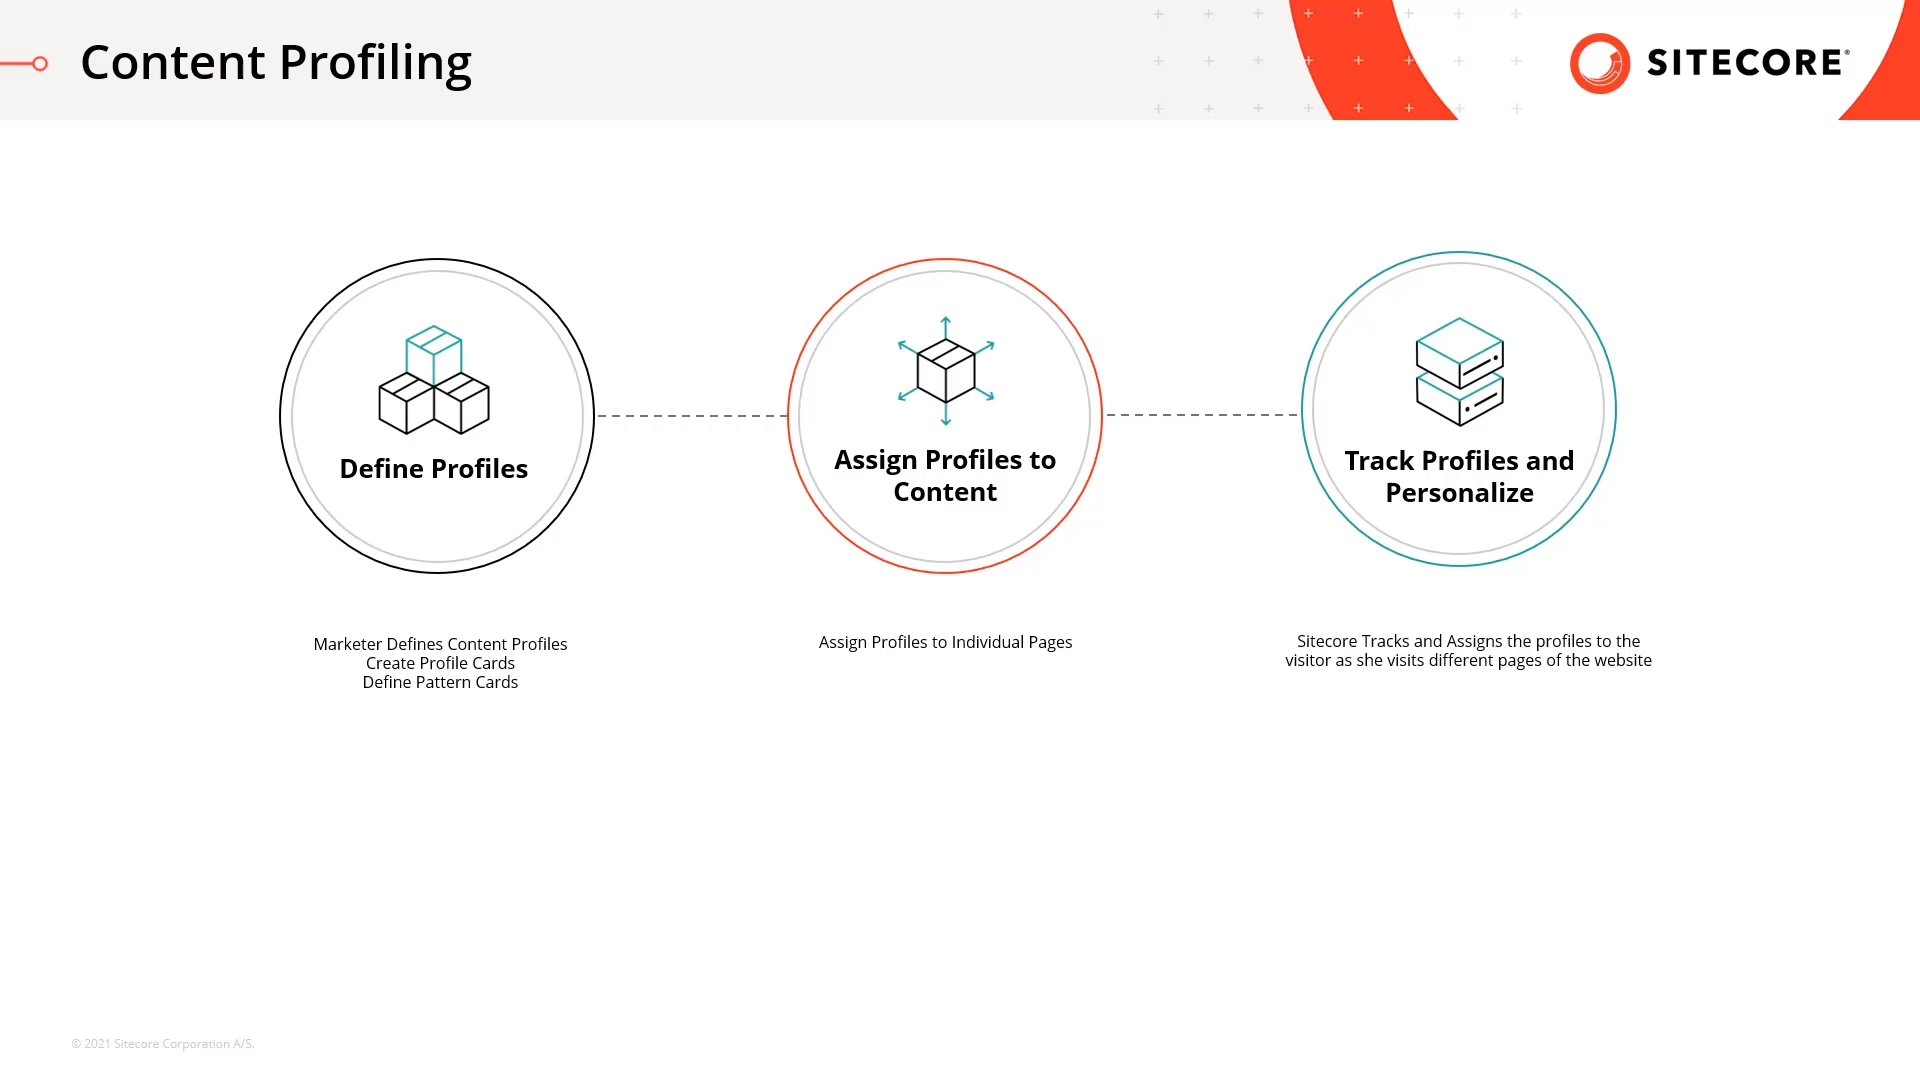 Content Profiling
SITECORE®
Define Profiles
Assign Profiles to
Content
Track Profiles and
Personalize
Marketer Defines Content Profiles
Create Profile Cards
Define Pattern Cards
Assign Profiles to Individual Pages
Sitecore Tracks and Assigns the profiles to the
visitor as she visits different pages of the website
© 2021 Sitecore Corporation A/S.